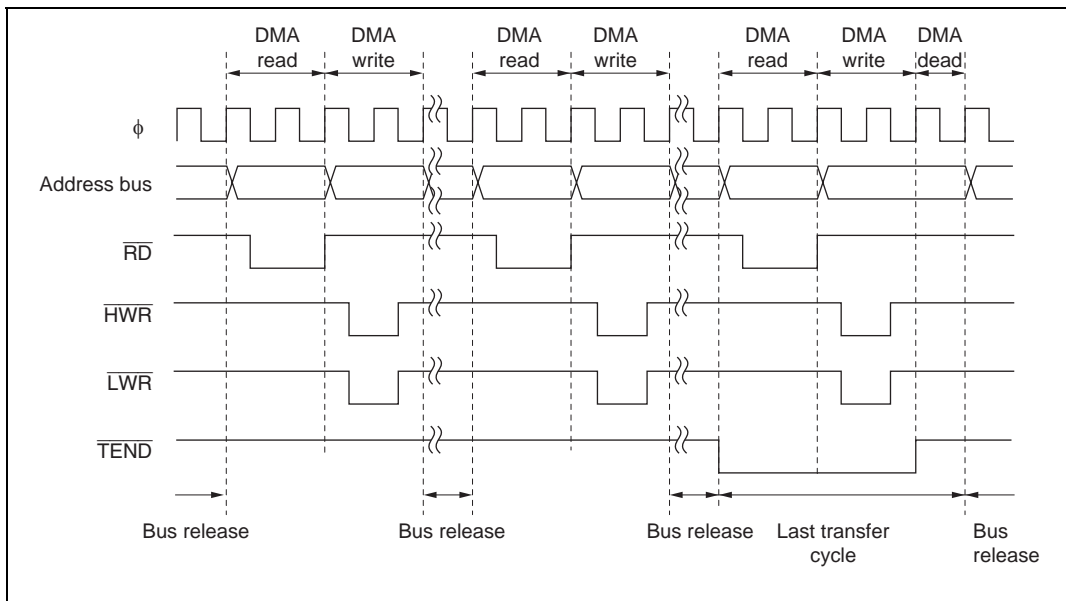 DMA read
DMA write
DMA read
DMA write
DMA read
DMA write
DMA dead
ϕ
Address bus
RD
HWR
LWR
TEND
Bus release
Bus release
Bus release
Last transfer cycle
Bus release